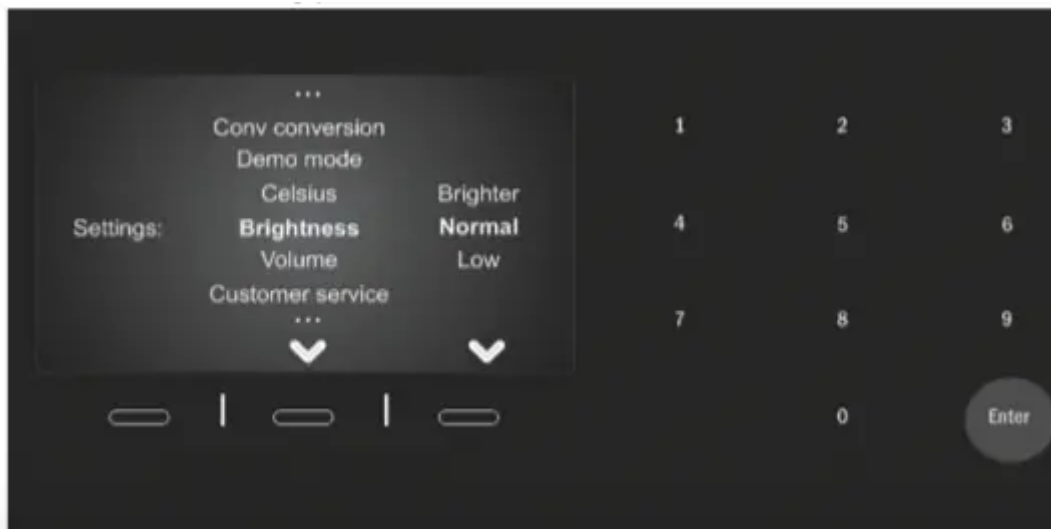 ...
Conv conversion
Demo mode
Celsius Brighter
Settings: Brightness Normal
Volume Low
Customer service
...
1 2 3
4 5 6
7 8 9
0 Enter